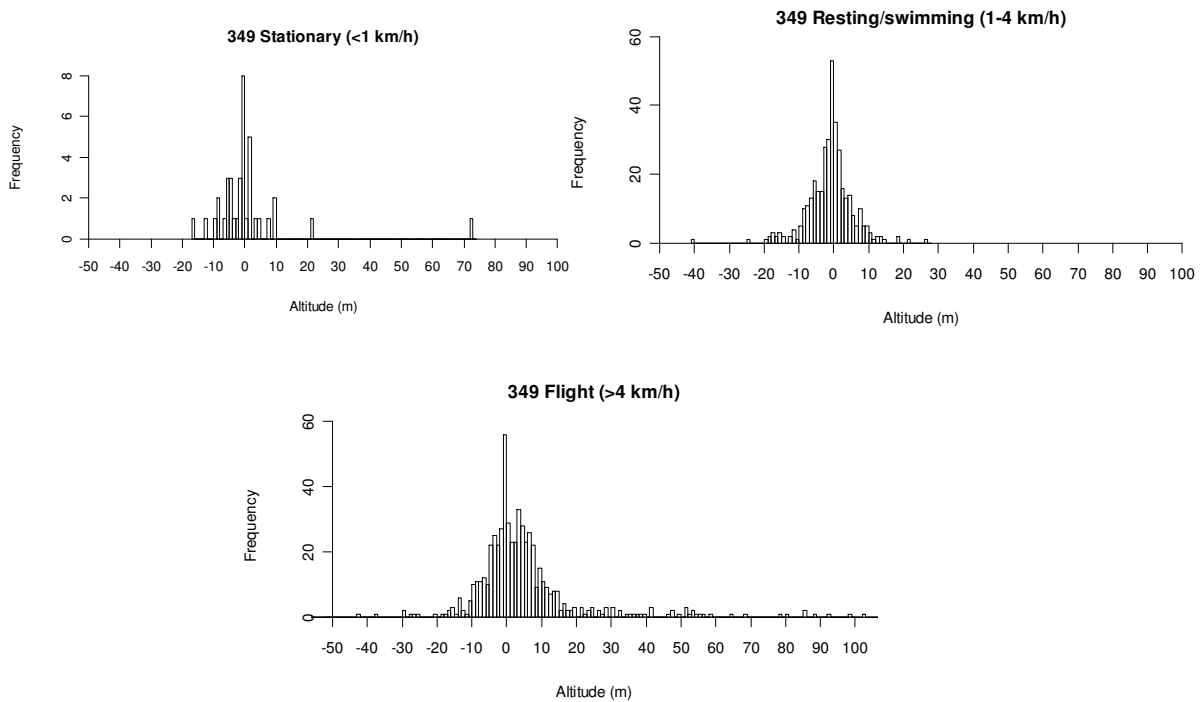 349 Stationary (<1 km/h)
Frequency
8
6
4
2
0
-50 -40 -30 -20 -10 0 10 20 30 40 50 60 70 80 90 100
Altitude (m)
349 Resting/swimming (1-4 km/h)
Frequency
60
40
20
0
-50 -40 -30 -20 -10 0 10 20 30 40 50 60 70 80 90 100
Altitude (m)
349 Flight (>4 km/h)
Frequency
60
40
20
0
-50 -40 -30 -20 -10 0 10 20 30 40 50 60 70 80 90 100
Altitude (m)